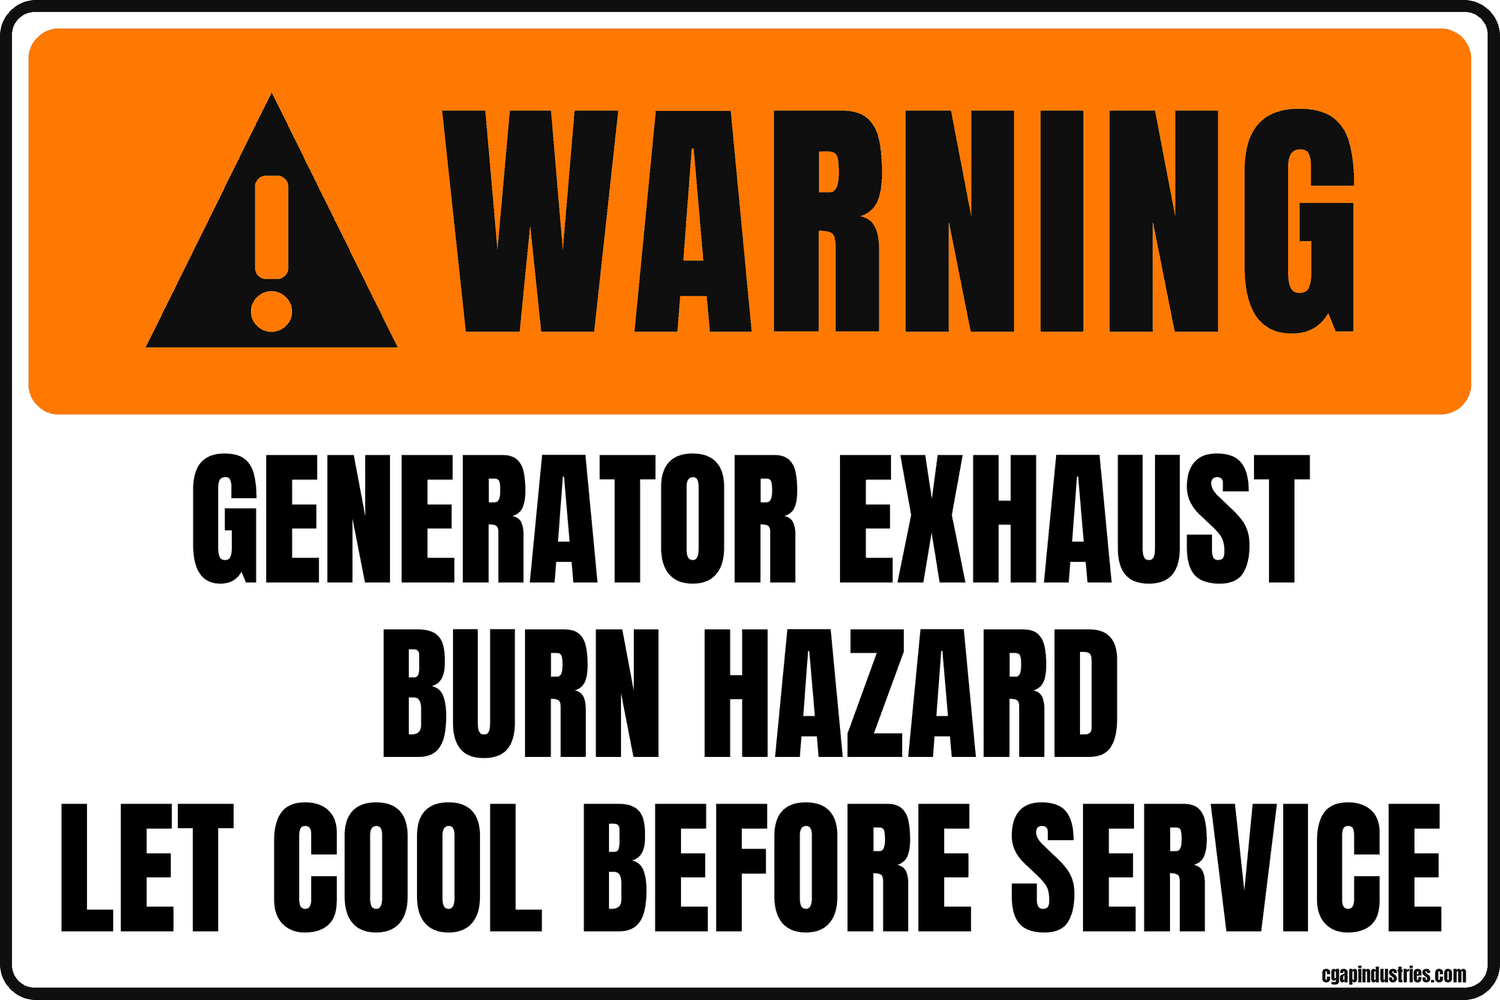 WARNING
GENERATOR EXHAUST
BURN HAZARD
LET COOL BEFORE SERVICE
cgapindustries.com